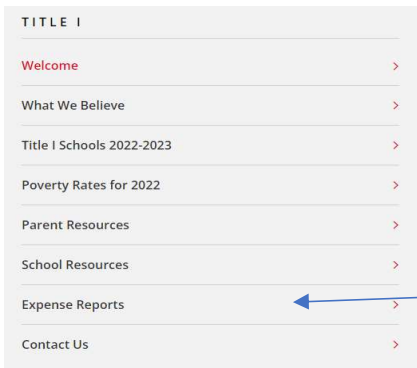 TITLE I
Welcome >
What We Believe >
Title I Schools 2022-2023 >
Poverty Rates for 2022 >
Parent Resources >
School Resources >
Expense Reports >
Contact Us >